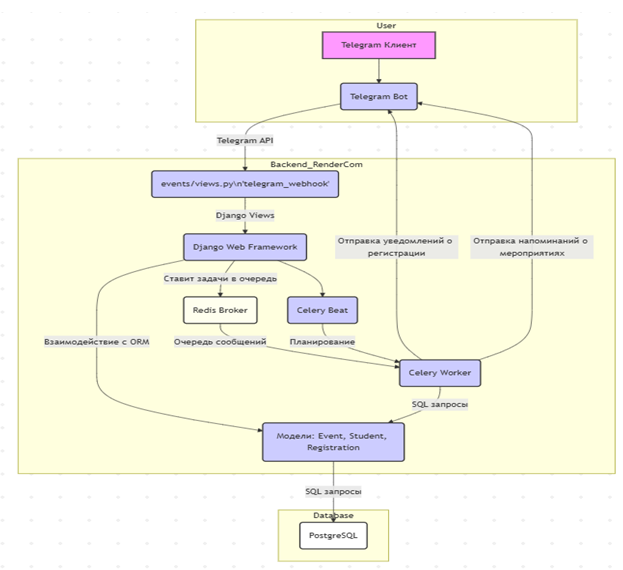 User
Telegram Клиент
Telegram Bot
Telegram API
Backend_RenderCom
events/views.py\n'telegram_webhook'
Django Views
Django Web Framework
Отправка уведомлений о
регистрации
Отправка напоминаний о
мероприятиях
Ставит задачи в очередь
Redis Broker
Celery Beat
Взаимодействие с ORM
Очередь сообщений
Планирование
Celery Worker
SQL запросы
Модели: Event, Student,
Registration
SQL запросы
Database
PostgreSQL